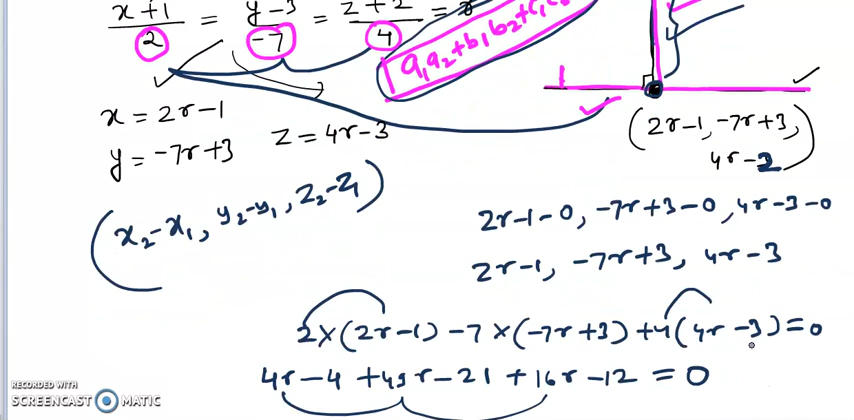 x+1/2 = y-3/-7 = z+2/4 = r
a₁a₂+b₁b₂+c₁c₂
x = 2r-1
y = -7r+3 z = 4r-3
(2r-1, -7r+3,
4r-2)
(x₂-x₁, y₂-y₁, z₂-z₁)
2r-1-0, -7r+3-0, 4r-3-0
2r-1, -7r+3, 4r-3
2×(2r-1) -7×(-7r+3) +4(4r-3)=0
4r-4+49r-21+16r-12=0
RECORDED WITH
SCREENCAST MATIC